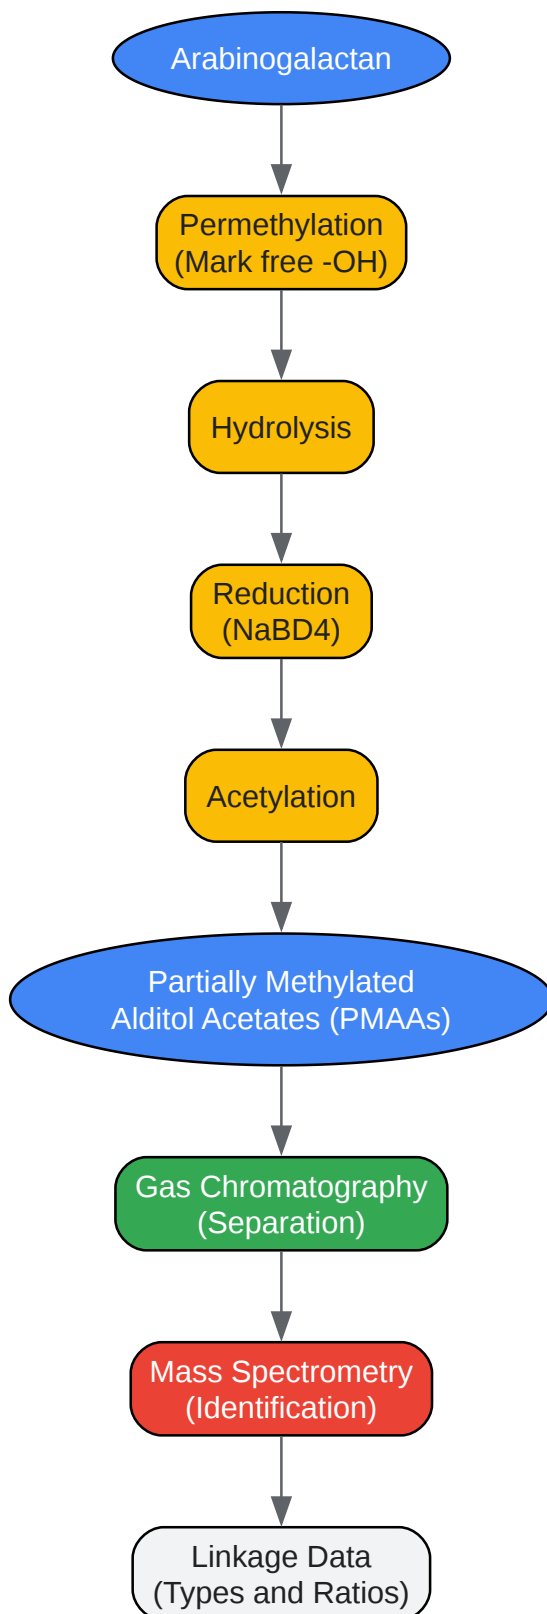 Arabinogalactan
Permethylation
(Mark free -OH)
Hydrolysis
Reduction
(NaBD4)
Acetylation
Partially Methylated
Alditol Acetates (PMAAs)
Gas Chromatography
(Separation)
Mass Spectrometry
(Identification)
Linkage Data
(Types and Ratios)